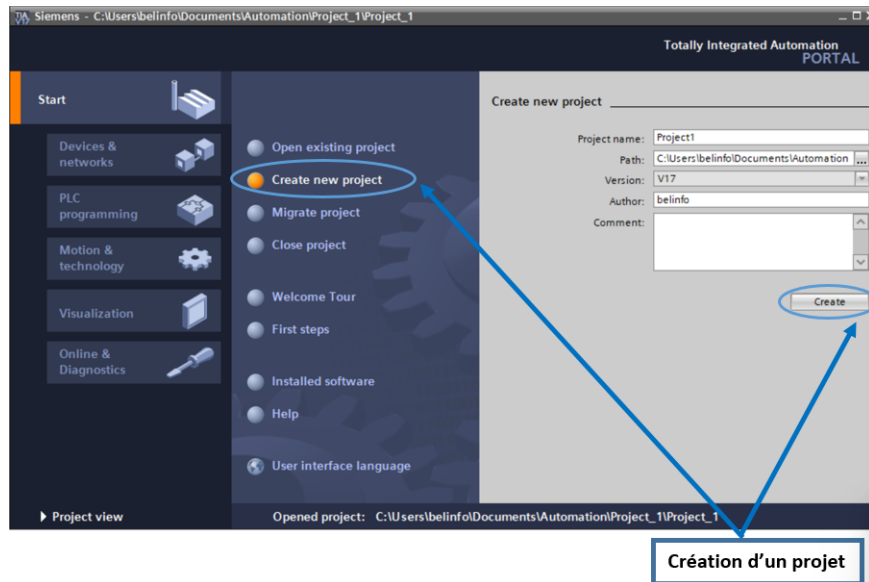 Siemens - C:\Users\belinfo\Documents\Automation\Project_1\Project_1
Totally Integrated Automation
PORTAL
Start
Devices &
networks
PLC
programming
Motion &
technology
Visualization
Online &
Diagnostics
Project view
Open existing project
Create new project
Migrate project
Close project
Welcome Tour
First steps
Installed software
Help
User interface language
Create new project
Project name: Project1
Path: C:\Users\belinfo\Documents\Automation ...
Version: V17
Author: belinfo
Comment:
Create
Opened project: C:\Users\belinfo\Documents\Automation\Project_1\Project_1
Création d'un projet